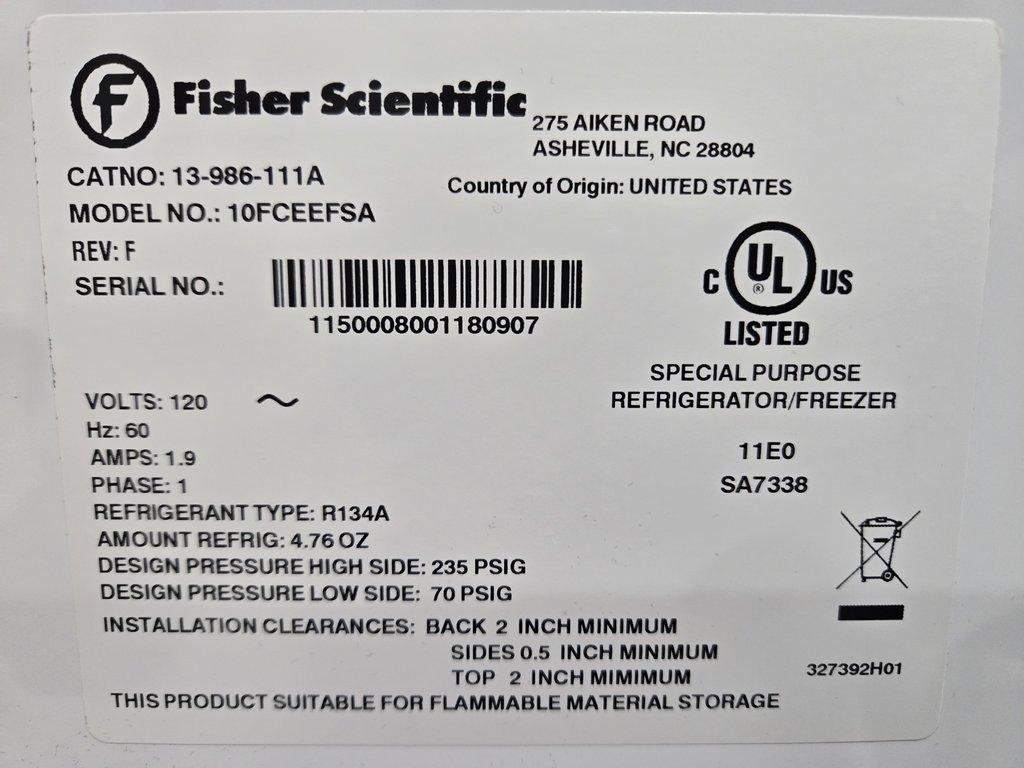 F Fisher Scientific
275 AIKEN ROAD
ASHEVILLE, NC 28804
CATNO: 13-986-111A
Country of Origin: UNITED STATES
MODEL NO.: 10FCEEFSA
REV: F
SERIAL NO.:
1150008001180907
C UL ® US
LISTED
SPECIAL PURPOSE
REFRIGERATOR/FREEZER
11E0
SA7338
VOLTS: 120 ~
Hz: 60
AMPS: 1.9
PHASE: 1
REFRIGERANT TYPE: R134A
AMOUNT REFRIG: 4.76 OZ
DESIGN PRESSURE HIGH SIDE: 235 PSIG
DESIGN PRESSURE LOW SIDE: 70 PSIG
INSTALLATION CLEARANCES: BACK 2 INCH MINIMUM
SIDES 0.5 INCH MINIMUM
TOP 2 INCH MIMIMUM
327392H01
THIS PRODUCT SUITABLE FOR FLAMMABLE MATERIAL STORAGE